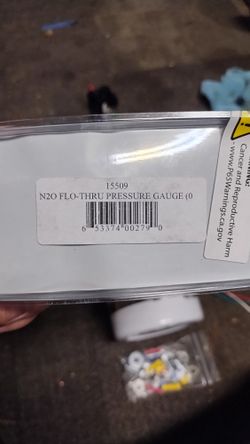 15509
N2O FLO-THRU PRESSURE GAUGE (0
6 53374 00279 0
Cancer and Reproductive Harm
www.P65Warnings.ca.gov